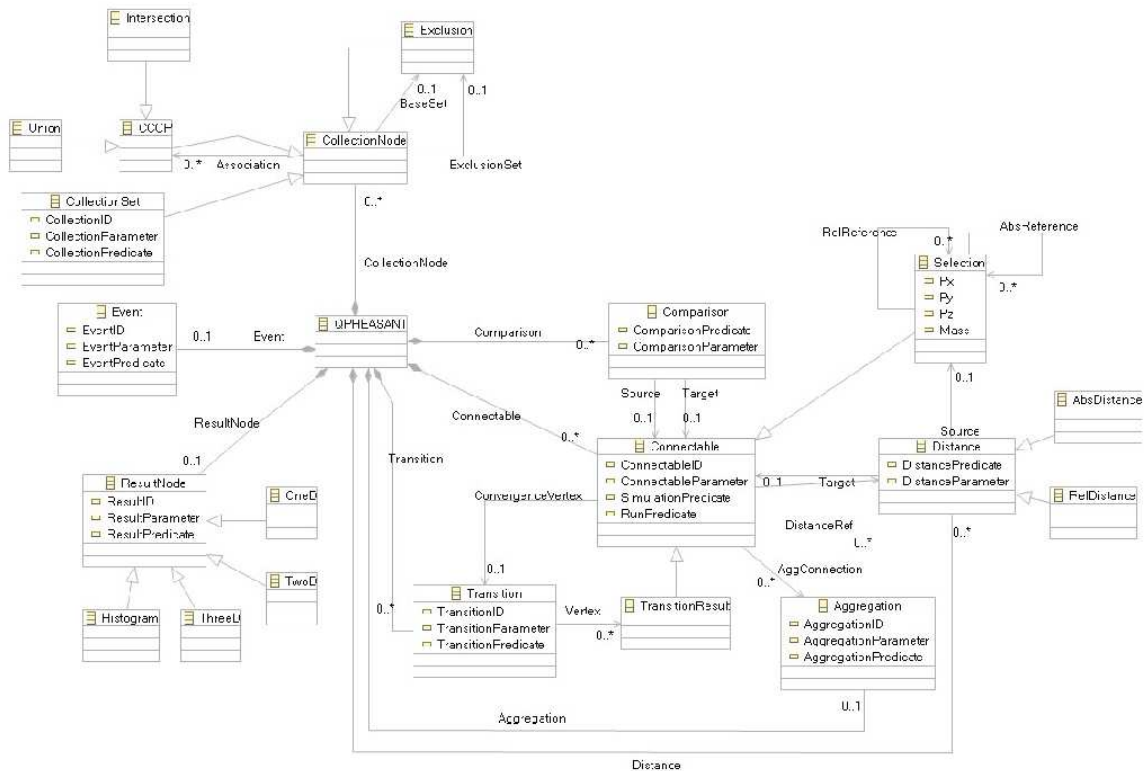 Intersection
Exclusion
0..1
BaseSet
0..1
Union
CCCP
CollectionNode
0..*
Association
ExclusionSet
CollectionSet
CollectionID
CollectionParameter
CollectionPredicate
0..*
CollectionNode
RelReference
0..*
AbsReference
Selection
Px
Py
Pz
Mass
0..*
Event
EventID
EventParameter
EventPredicate
0..1
Event
QPHEASANT
Comparison
0..*
Comparison
ComparisonPredicate
ComparisonParameter
0..1
AbsDistance
Source
Target
0..1
0..1
Connectable
0..*
ResultNode
0..1
Transition
Connectable
ConnectableID
ConnectableParameter
SimulationPredicate
RunPredicate
Source
Distance
DistancePredicate
DistanceParameter
0..1
Target
RelDistance
ResultNode
ResultID
ResultParameter
ResultPredicate
OneD
ConvergenceVertex
DistanceRef
0..*
0..*
TwoD
0..1
AggConnection
0..*
Histogram
ThreeD
0..*
Transition
TransitionID
TransitionParameter
TransitionPredicate
Vertex
0..*
Aggregation
AggregationID
AggregationParameter
AggregationPredicate
0..1
Aggregation
Distance